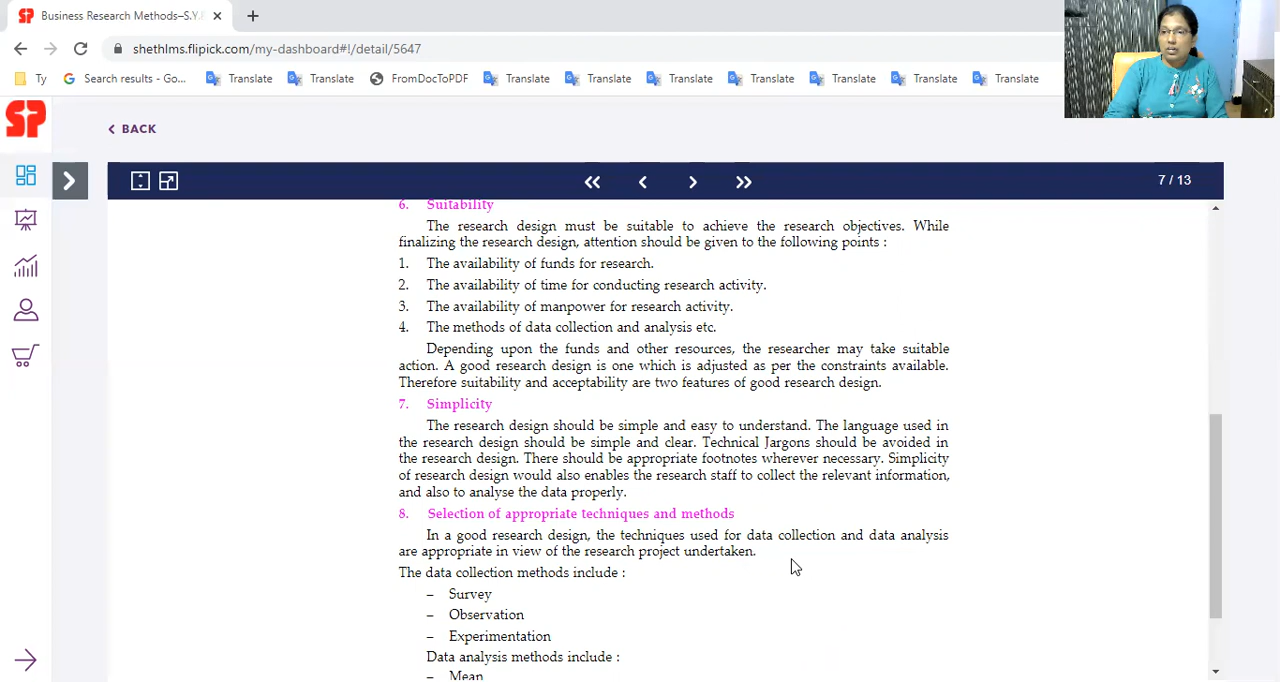 Business Research Methods–S.Y.
shethlms.flipick.com/my-dashboard#!/detail/5647
Ty
Search results - Go...
Translate
Translate
FromDocToPDF
Translate
Translate
Translate
Translate
Translate
Translate
Translate
SP
BACK
7 / 13
6. Suitability
The research design must be suitable to achieve the research objectives. While
finalizing the research design, attention should be given to the following points :
1. The availability of funds for research.
2. The availability of time for conducting research activity.
3. The availability of manpower for research activity.
4. The methods of data collection and analysis etc.
Depending upon the funds and other resources, the researcher may take suitable
action. A good research design is one which is adjusted as per the constraints available.
Therefore suitability and acceptability are two features of good research design.
7. Simplicity
The research design should be simple and easy to understand. The language used in
the research design should be simple and clear. Technical Jargons should be avoided in
the research design. There should be appropriate footnotes wherever necessary. Simplicity
of research design would also enables the research staff to collect the relevant information,
and also to analyse the data properly.
8. Selection of appropriate techniques and methods
In a good research design, the techniques used for data collection and data analysis
are appropriate in view of the research project undertaken.
The data collection methods include :
– Survey
– Observation
– Experimentation
Data analysis methods include :
– Mean